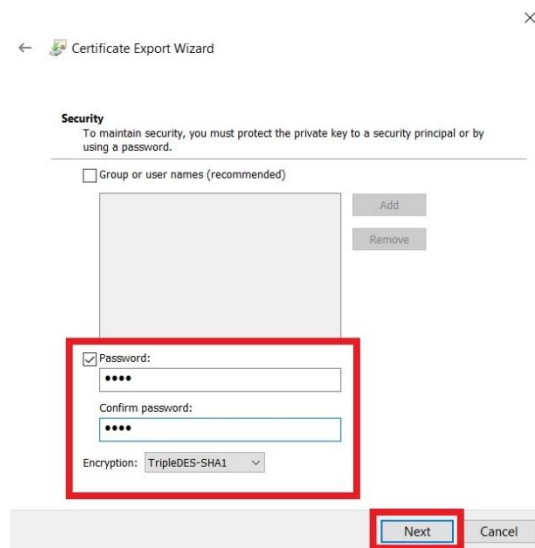 Certificate Export Wizard
Security
To maintain security, you must protect the private key to a security principal or by
using a password.
Group or user names (recommended)
Add
Remove
Password:
••••
Confirm password:
••••
Encryption: TripleDES-SHA1
Next Cancel